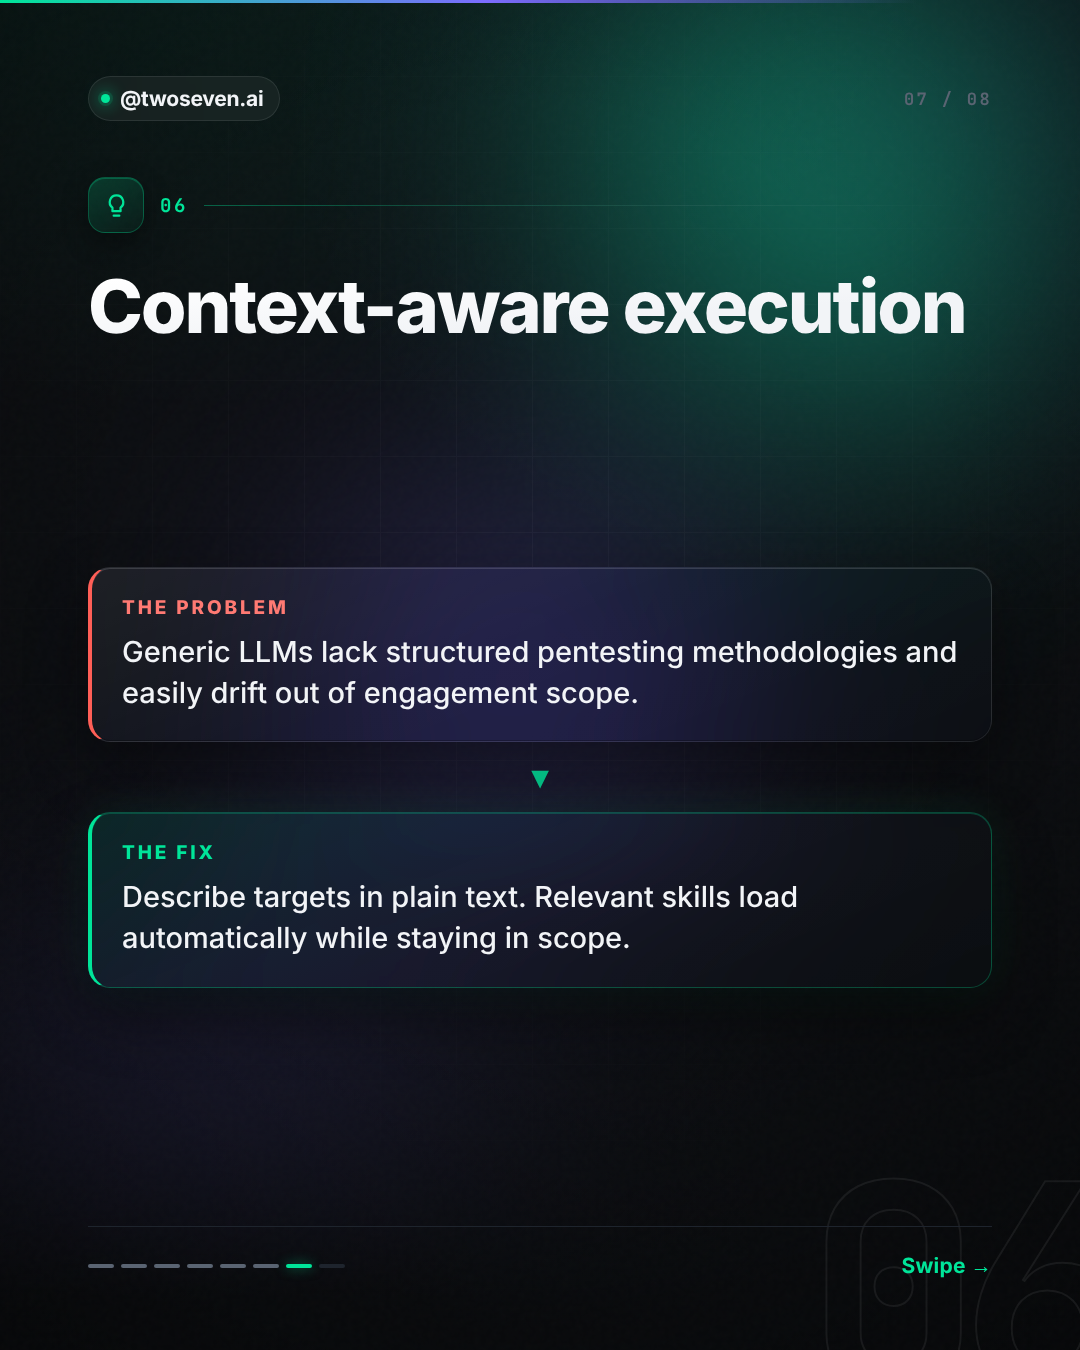 @twoseven.ai
07 / 08
06
Context-aware execution
THE PROBLEM
Generic LLMs lack structured pentesting methodologies and
easily drift out of engagement scope.
▼
THE FIX
Describe targets in plain text. Relevant skills load
automatically while staying in scope.
Swipe →
06